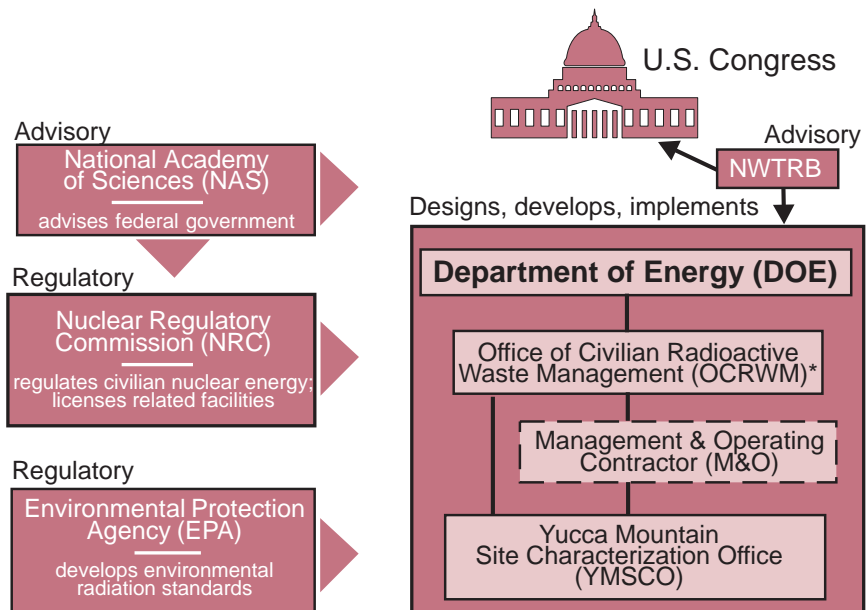 U.S. Congress
Advisory
NWTRB
Advisory
National Academy
of Sciences (NAS)
advises federal government
Regulatory
Nuclear Regulatory
Commission (NRC)
regulates civilian nuclear energy;
licenses related facilities
Regulatory
Environmental Protection
Agency (EPA)
develops environmental
radiation standards
Designs, develops, implements
Department of Energy (DOE)
Office of Civilian Radioactive
Waste Management (OCRWM)*
Management & Operating
Contractor (M&O)
Yucca Mountain
Site Characterization Office
(YMSCO)